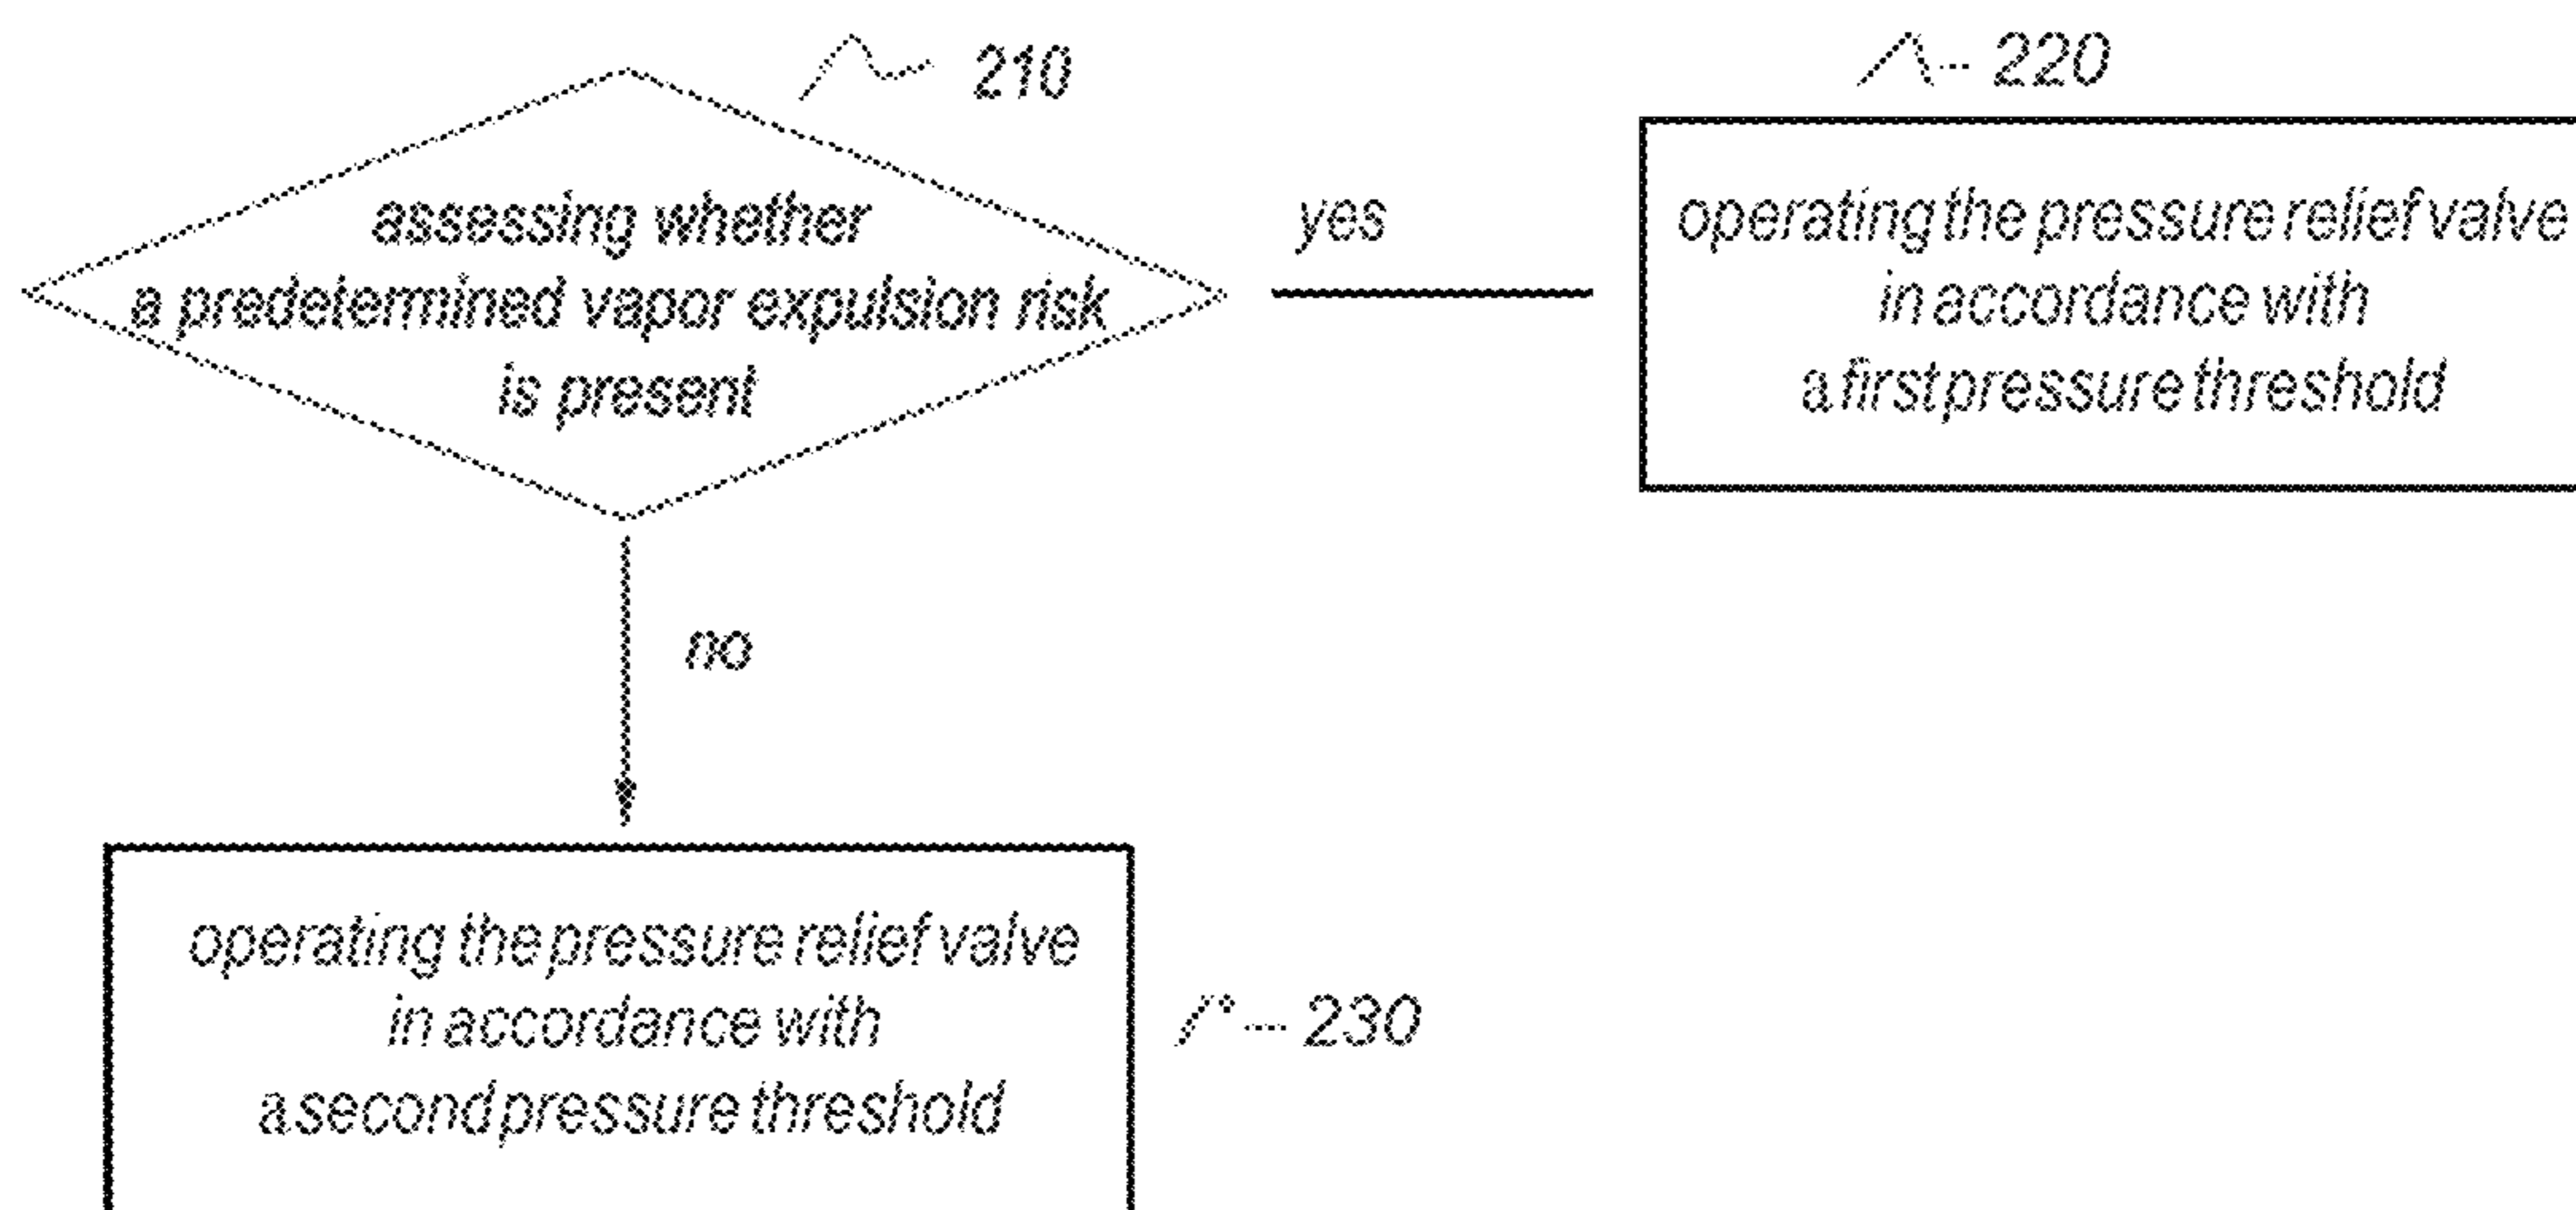 210
assessing whether
a predetermined vapor expulsion risk
is present
yes
220
operating the pressure relief valve
in accordance with
a first pressure threshold
no
operating the pressure relief valve
in accordance with
a second pressure threshold
230